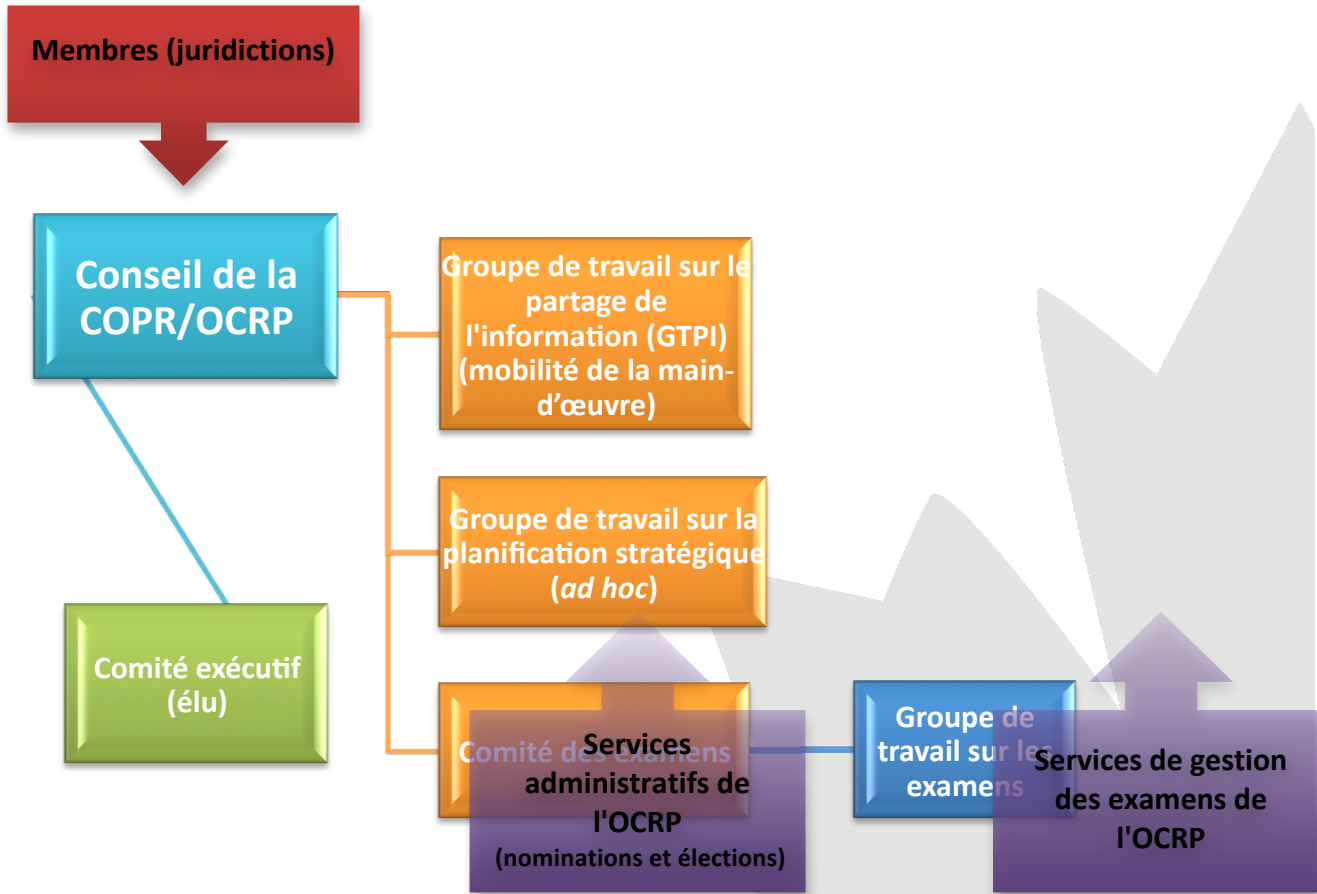 Membres (juridictions)
Conseil de la
COPR/OCRP
Groupe de travail sur le
partage de
l'information (GTPI)
(mobilité de la main-
d’œuvre)
Groupe de travail sur la
planification stratégique
(ad hoc)
Comité exécutif
(élu)
Comité des examens
Groupe de
travail sur les
examens
Services
administratifs de
l'OCRP
(nominations et élections)
Services de gestion
des examens de
l'OCRP